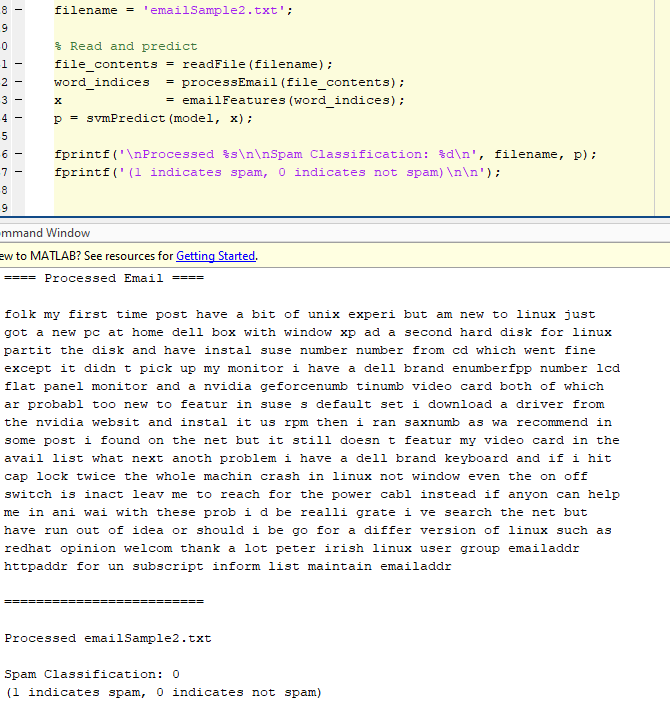 8 – filename = 'emailSample2.txt';
9
0 % Read and predict
1 – file_contents = readFile(filename);
2 – word_indices = processEmail(file_contents);
3 – x = emailFeatures(word_indices);
4 – p = svmPredict(model, x);
5
6 – fprintf('\nProcessed %s\n\nSpam Classification: %d\n', filename, p);
7 – fprintf('(1 indicates spam, 0 indicates not spam)\n\n');
8
9
mmand Window
ew to MATLAB? See resources for Getting Started.
==== Processed Email ====
folk my first time post have a bit of unix experi but am new to linux just
got a new pc at home dell box with window xp ad a second hard disk for linux
partit the disk and have instal suse number number from cd which went fine
except it didn t pick up my monitor i have a dell brand enumberfpp number lcd
flat panel monitor and a nvidia geforcenumb tinumb video card both of which
ar probabl too new to featur in suse s default set i download a driver from
the nvidia websit and instal it us rpm then i ran saxnumb as wa recommend in
some post i found on the net but it still doesn t featur my video card in the
avail list what next anoth problem i have a dell brand keyboard and if i hit
cap lock twice the whole machin crash in linux not window even the on off
switch is inact leav me to reach for the power cabl instead if anyon can help
me in ani wai with these prob i d be realli grate i ve search the net but
have run out of idea or should i be go for a differ version of linux such as
redhat opinion welcom thank a lot peter irish linux user group emailaddr
httpaddr for un subscript inform list maintain emailaddr
=========================
Processed emailSample2.txt
Spam Classification: 0
(1 indicates spam, 0 indicates not spam)